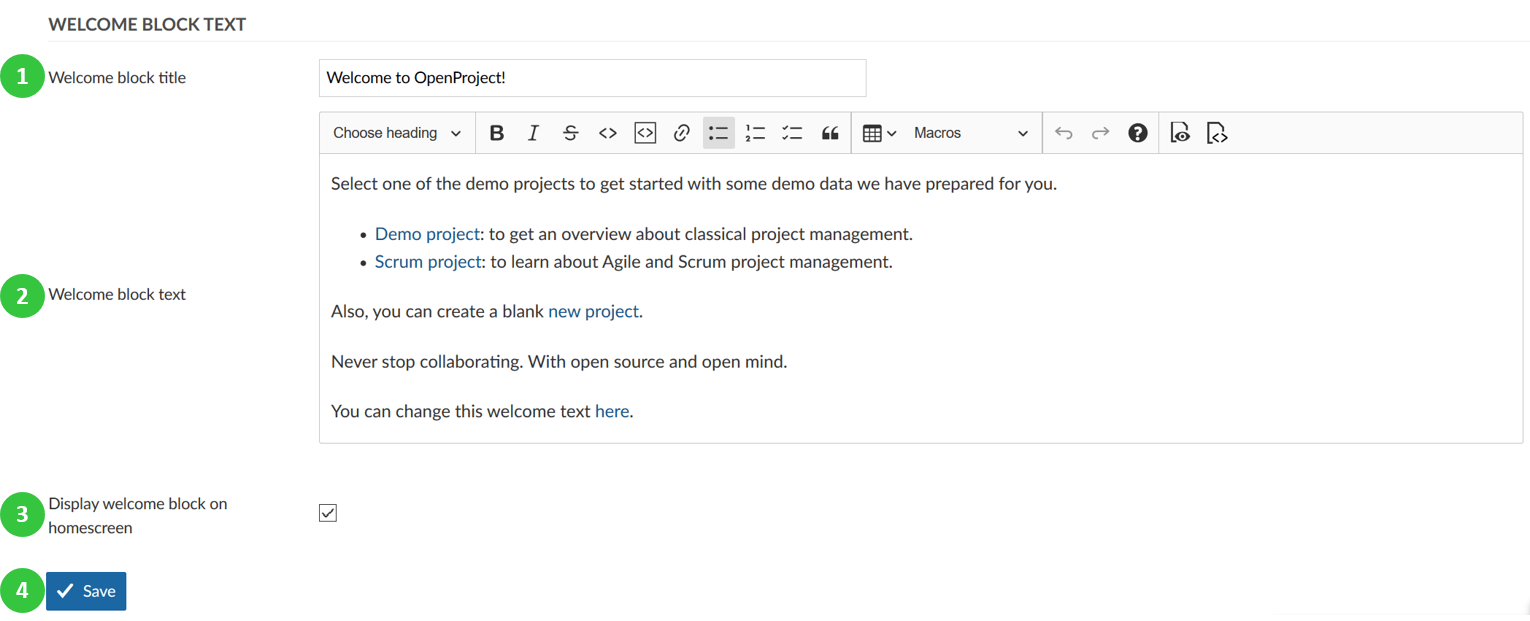 WELCOME BLOCK TEXT
1 Welcome block title Welcome to OpenProject!
Choose heading B I S Macros
Select one of the demo projects to get started with some demo data we have prepared for you.
• Demo project: to get an overview about classical project management.
• Scrum project: to learn about Agile and Scrum project management.
2 Welcome block text
Also, you can create a blank new project.
Never stop collaborating. With open source and open mind.
You can change this welcome text here.
3 Display welcome block on
homescreen
4 Save